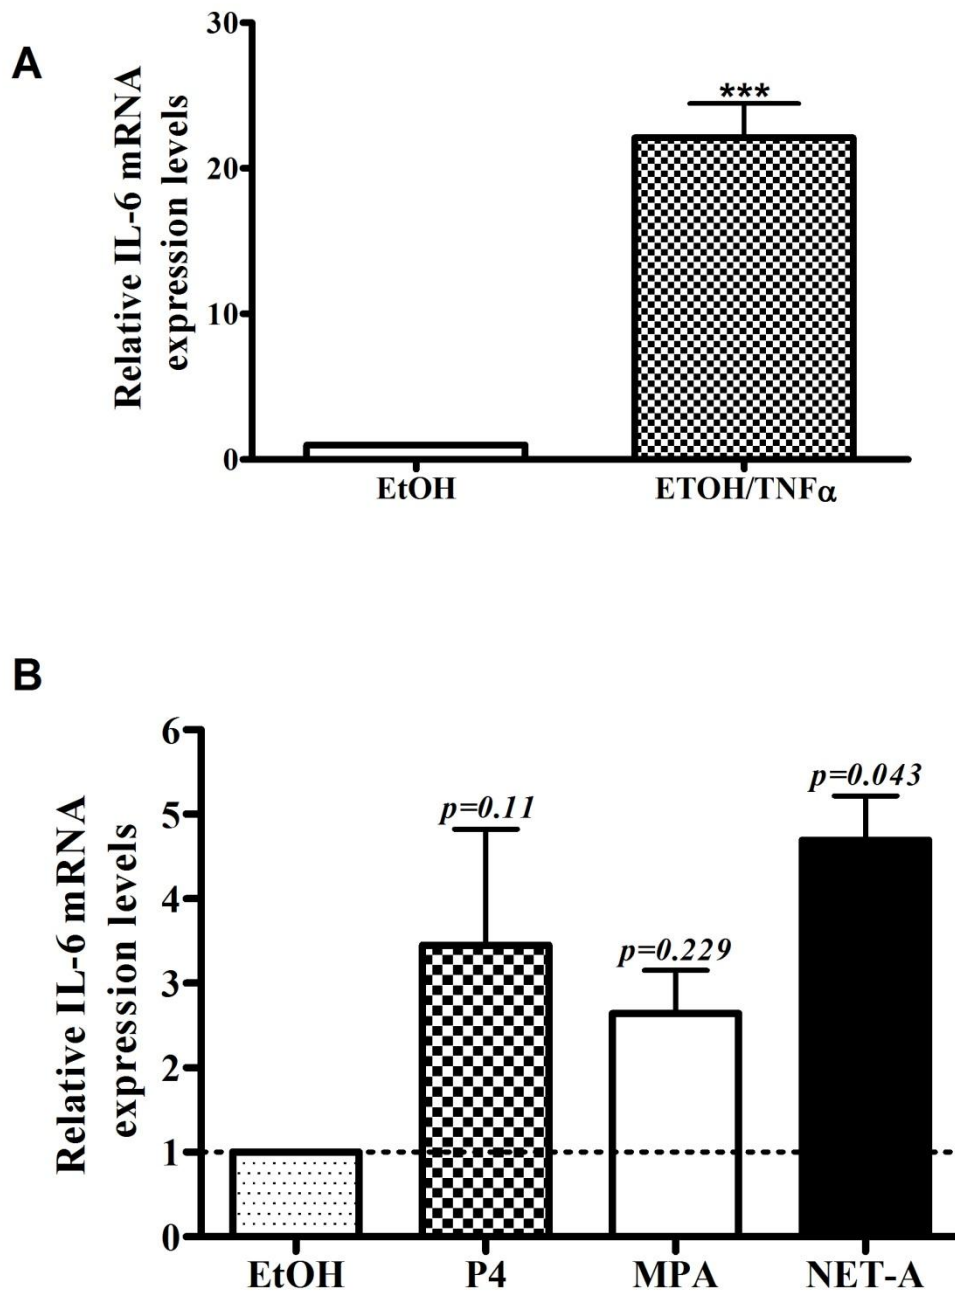 A
Relative IL-6 mRNA
expression levels
30
20
10
0
***
EtOH
ETOH/TNFα
B
Relative IL-6 mRNA
expression levels
6
5
4
3
2
1
0
p=0.11
p=0.229
p=0.043
EtOH
P4
MPA
NET-A